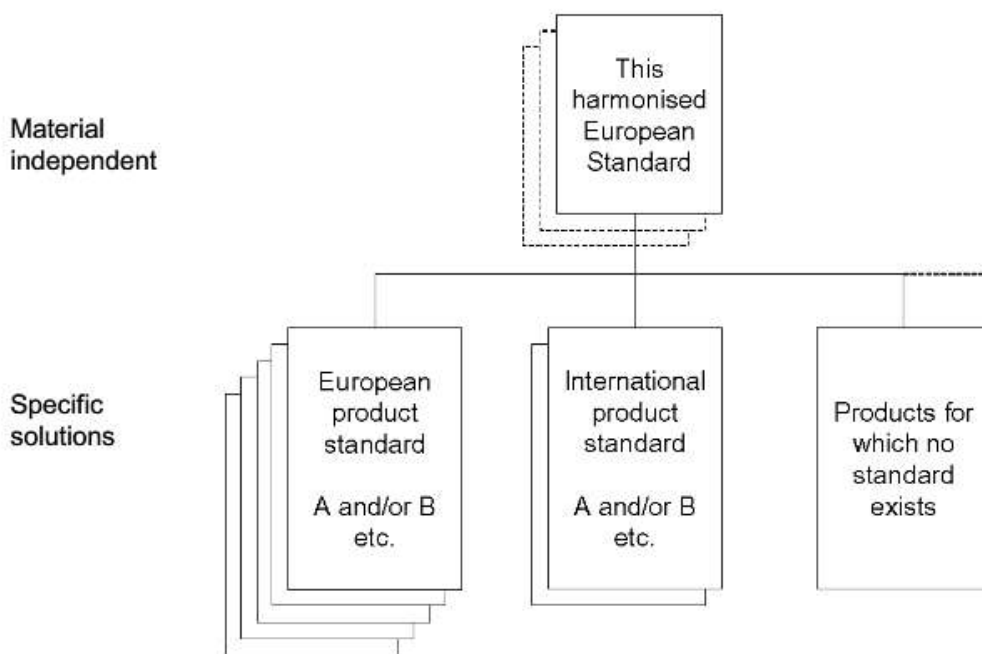 This
harmonised
European
Standard
Material
independent
European
product
standard
A and/or B
etc.
International
product
standard
A and/or B
etc.
Products for
which no
standard
exists
Specific
solutions